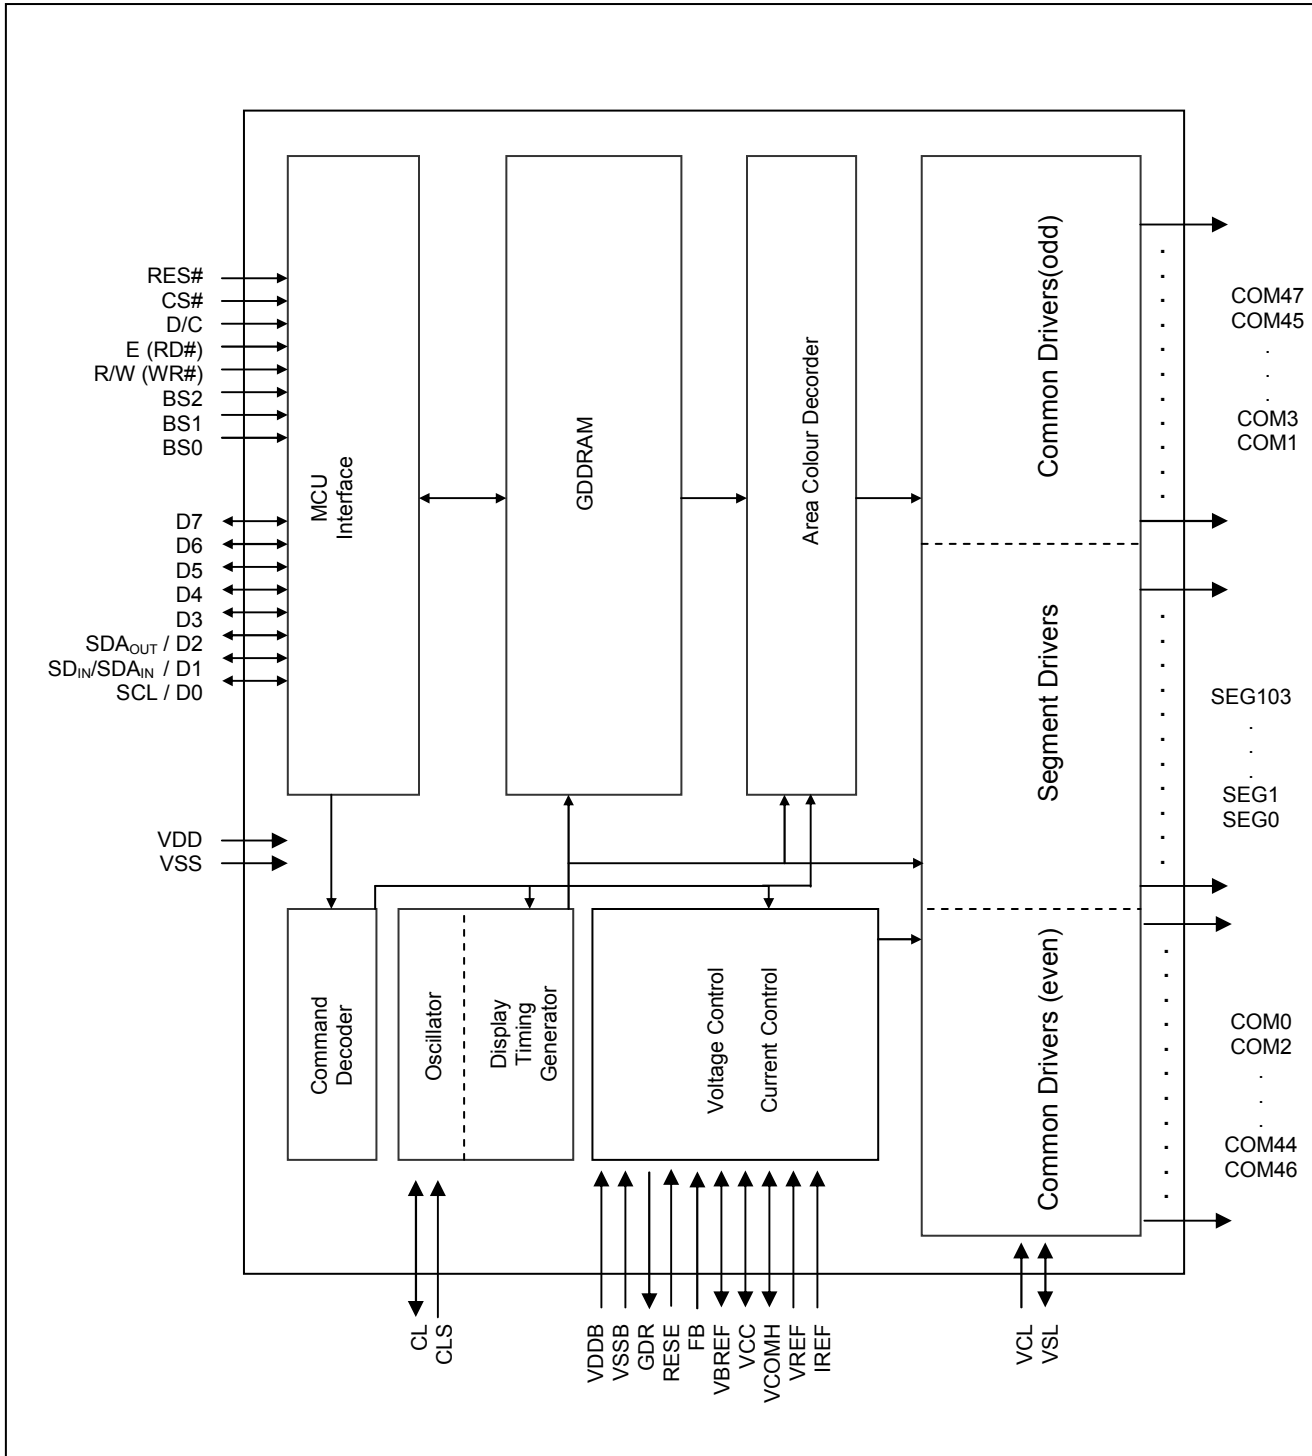 RES#
CS#
D/C
E (RD#)
R/W (WR#)
BS2
BS1
BS0
D7
D6
D5
D4
D3
SDAOUT / D2
SDIN/SDAIN / D1
SCL / D0
VDD
VSS
MCU
Interface
GDDRAM
Area Colour Decorder
Common Drivers(odd)
Segment Drivers
Common Drivers (even)
COM47
COM45
.
.
.
COM3
COM1
SEG103
.
.
.
SEG1
SEG0
COM0
COM2
.
.
.
COM44
COM46
Command
Decoder
Oscillator
Display
Timing
Generator
Voltage Control
Current Control
CL
CLS
VDDB
VSSB
GDR
RESE
FB
VBREF
VCC
VCOMH
VREF
IREF
VCL
VSL